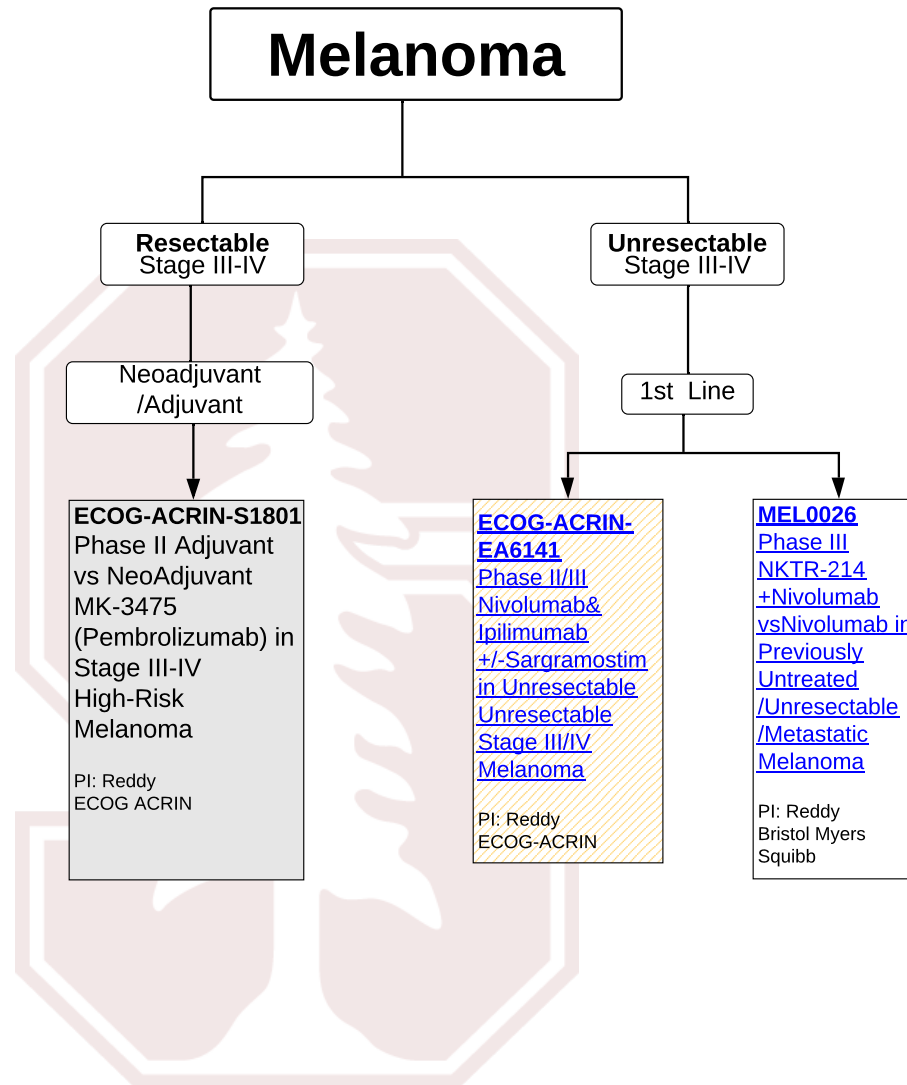 Melanoma
Resectable
Stage III-IV
Unresectable
Stage III-IV
Neoadjuvant
/Adjuvant
1st  Line
ECOG-ACRIN-S1801
Phase II Adjuvant
vs NeoAdjuvant
MK-3475
(Pembrolizumab) in
Stage III-IV
High-Risk
Melanoma
PI: Reddy
ECOG ACRIN
ECOG-ACRIN-
EA6141
Phase II/III
Nivolumab&
Ipilimumab
+/-Sargramostim
in Unresectable
Unresectable
Stage III/IV
Melanoma
PI: Reddy
ECOG-ACRIN
MEL0026
Phase III
NKTR-214
+Nivolumab
vsNivolumab in
Previously
Untreated
/Unresectable
/Metastatic
Melanoma
PI: Reddy
Bristol Myers
Squibb